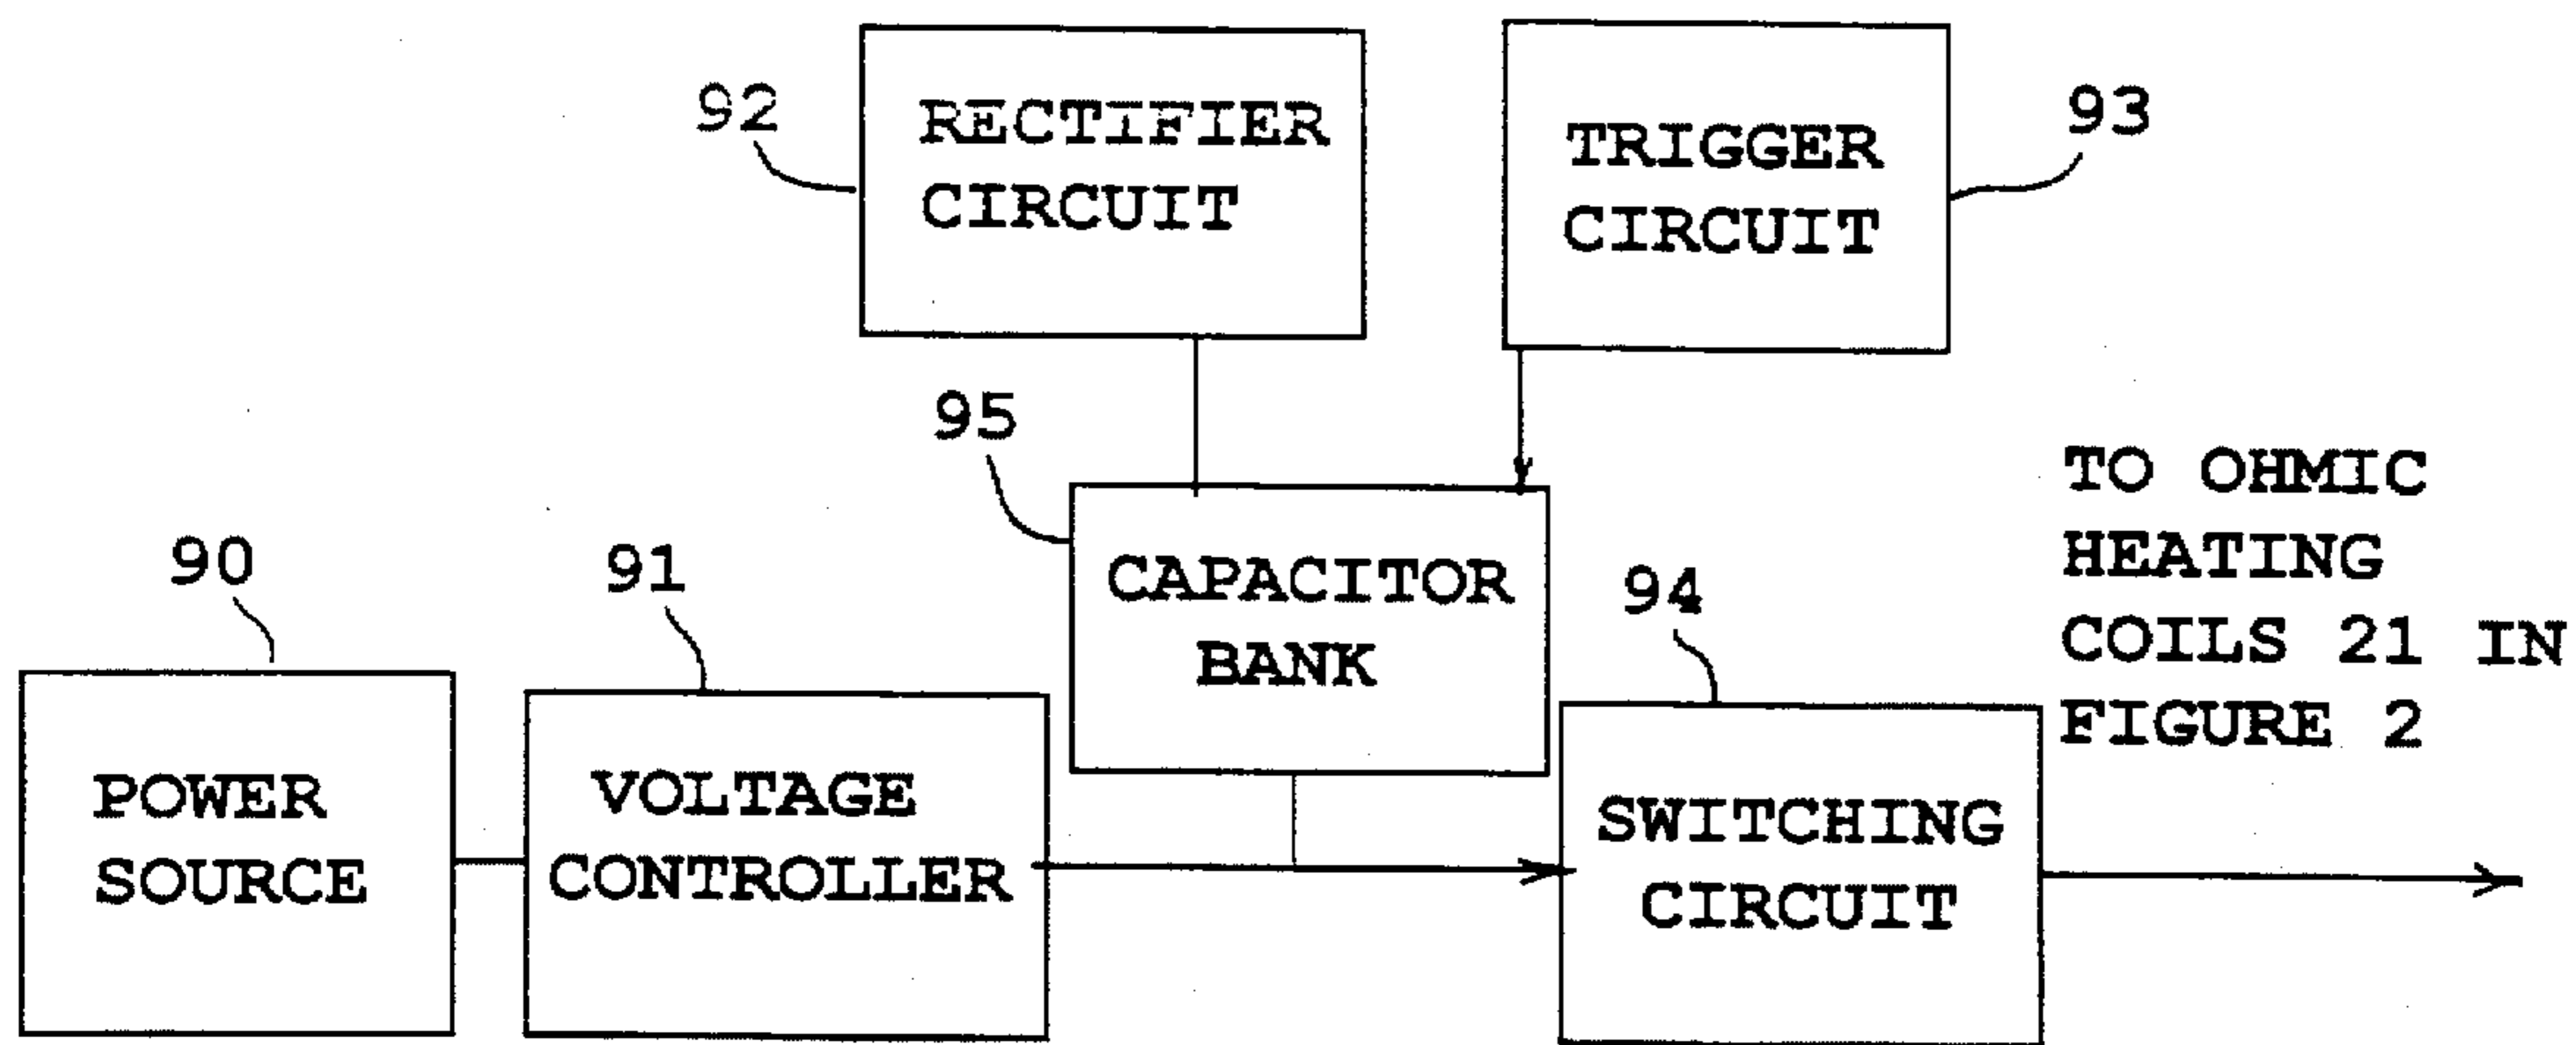 92
RECTIFIER
CIRCUIT
TRIGGER
CIRCUIT
93
95
CAPACITOR
BANK
TO OHMIC
HEATING
COILS 21 IN
FIGURE 2
90
POWER
SOURCE
91
VOLTAGE
CONTROLLER
94
SWITCHING
CIRCUIT